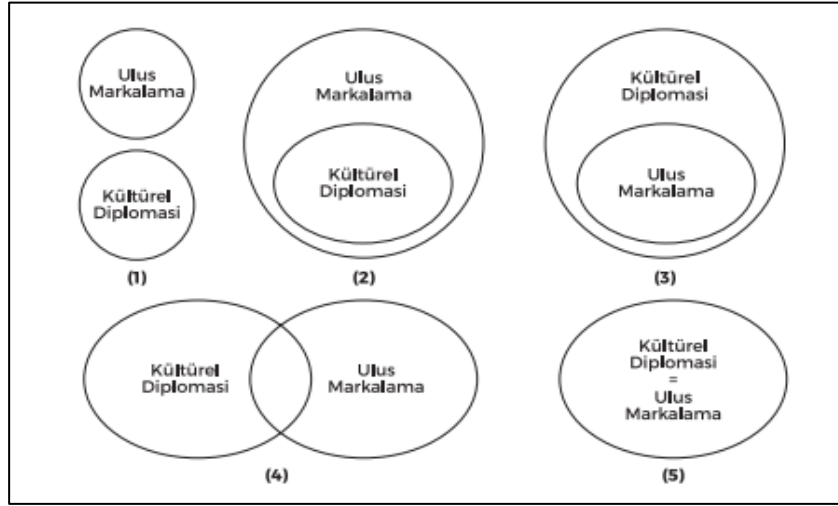 Ulus
Markalama
Kültürel
Diplomasi
(1)
Ulus
Markalama
Kültürel
Diplomasi
(2)
Kültürel
Diplomasi
Ulus
Markalama
(3)
Kültürel
Diplomasi
Ulus
Markalama
(4)
Kültürel
Diplomasi
=
Ulus
Markalama
(5)